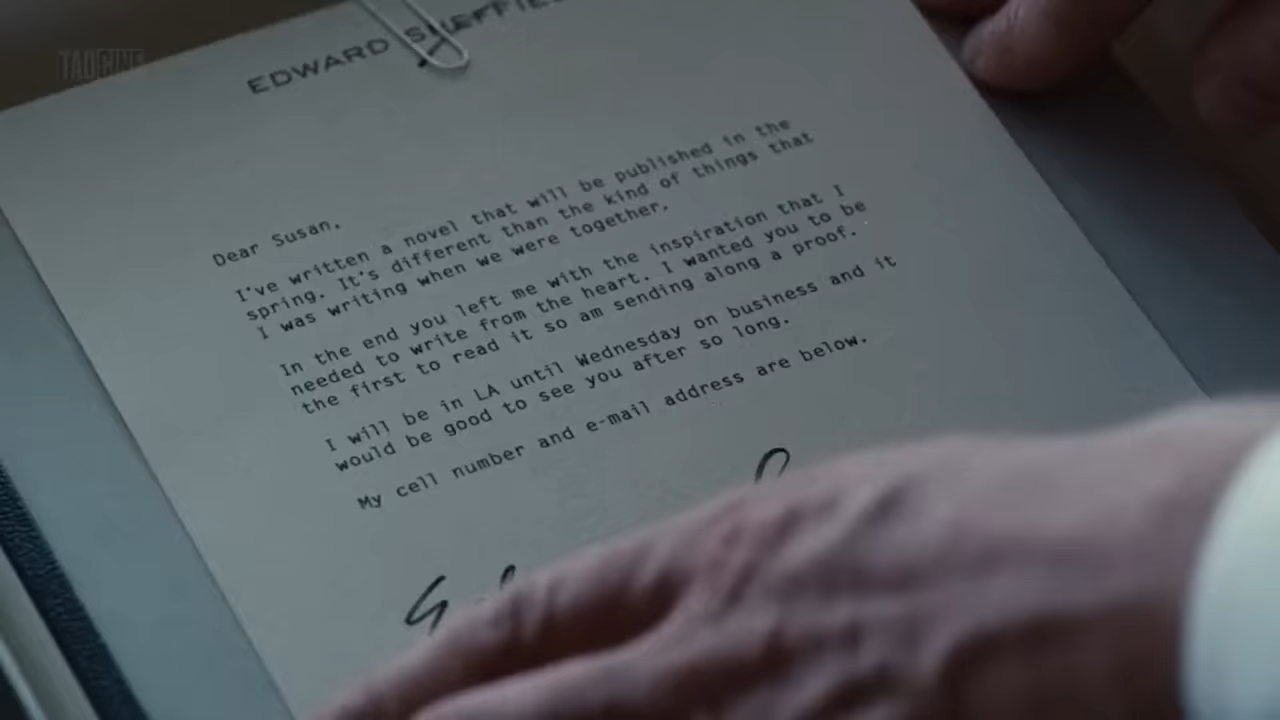 EDWARD
Dear Susan,
I've written a novel that will be published in the
spring. It's different than the kind of things that
I was writing when we were together.
In the end you left me with the inspiration that I
needed to write from the heart. I wanted you to be
the first to read it so am sending along a proof.
I will be in LA until Wednesday on business and it
would be good to see you after so long.
My cell number and e-mail address are below.